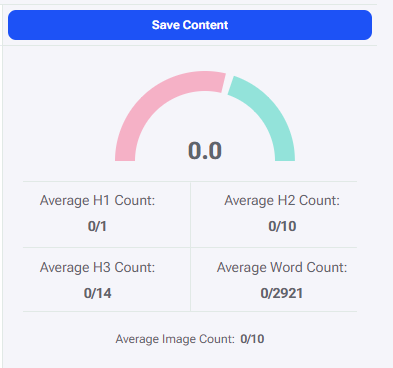 Save Content
0.0
Average H1 Count: Average H2 Count:
0/1 0/10
Average H3 Count: Average Word Count:
0/14 0/2921
Average Image Count: 0/10